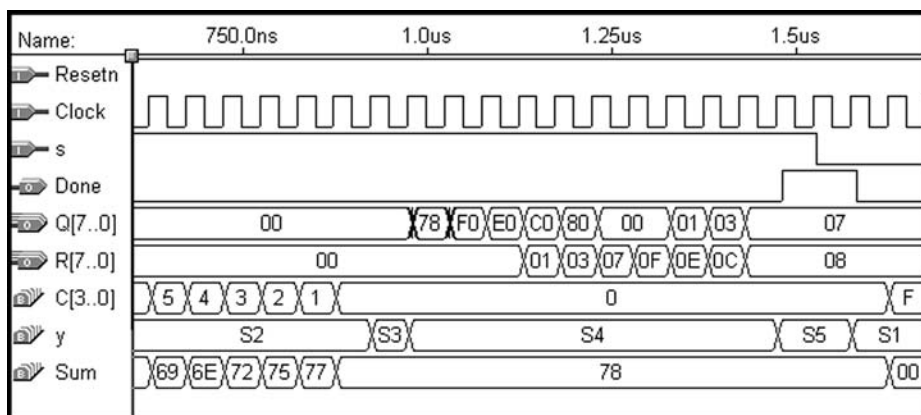 Name: 750.0ns 1.0us 1.25us 1.5us
Resetn
Clock
s
Done
Q[7..0] 00 78 F0 E0 C0 80 00 01 03 07
R[7..0] 00 01 03 07 0F 0E 0C 08
C[3..0] 5 4 3 2 1 0 F
y S2 S3 S4 S5 S1
Sum 69 6E 72 75 77 78 00